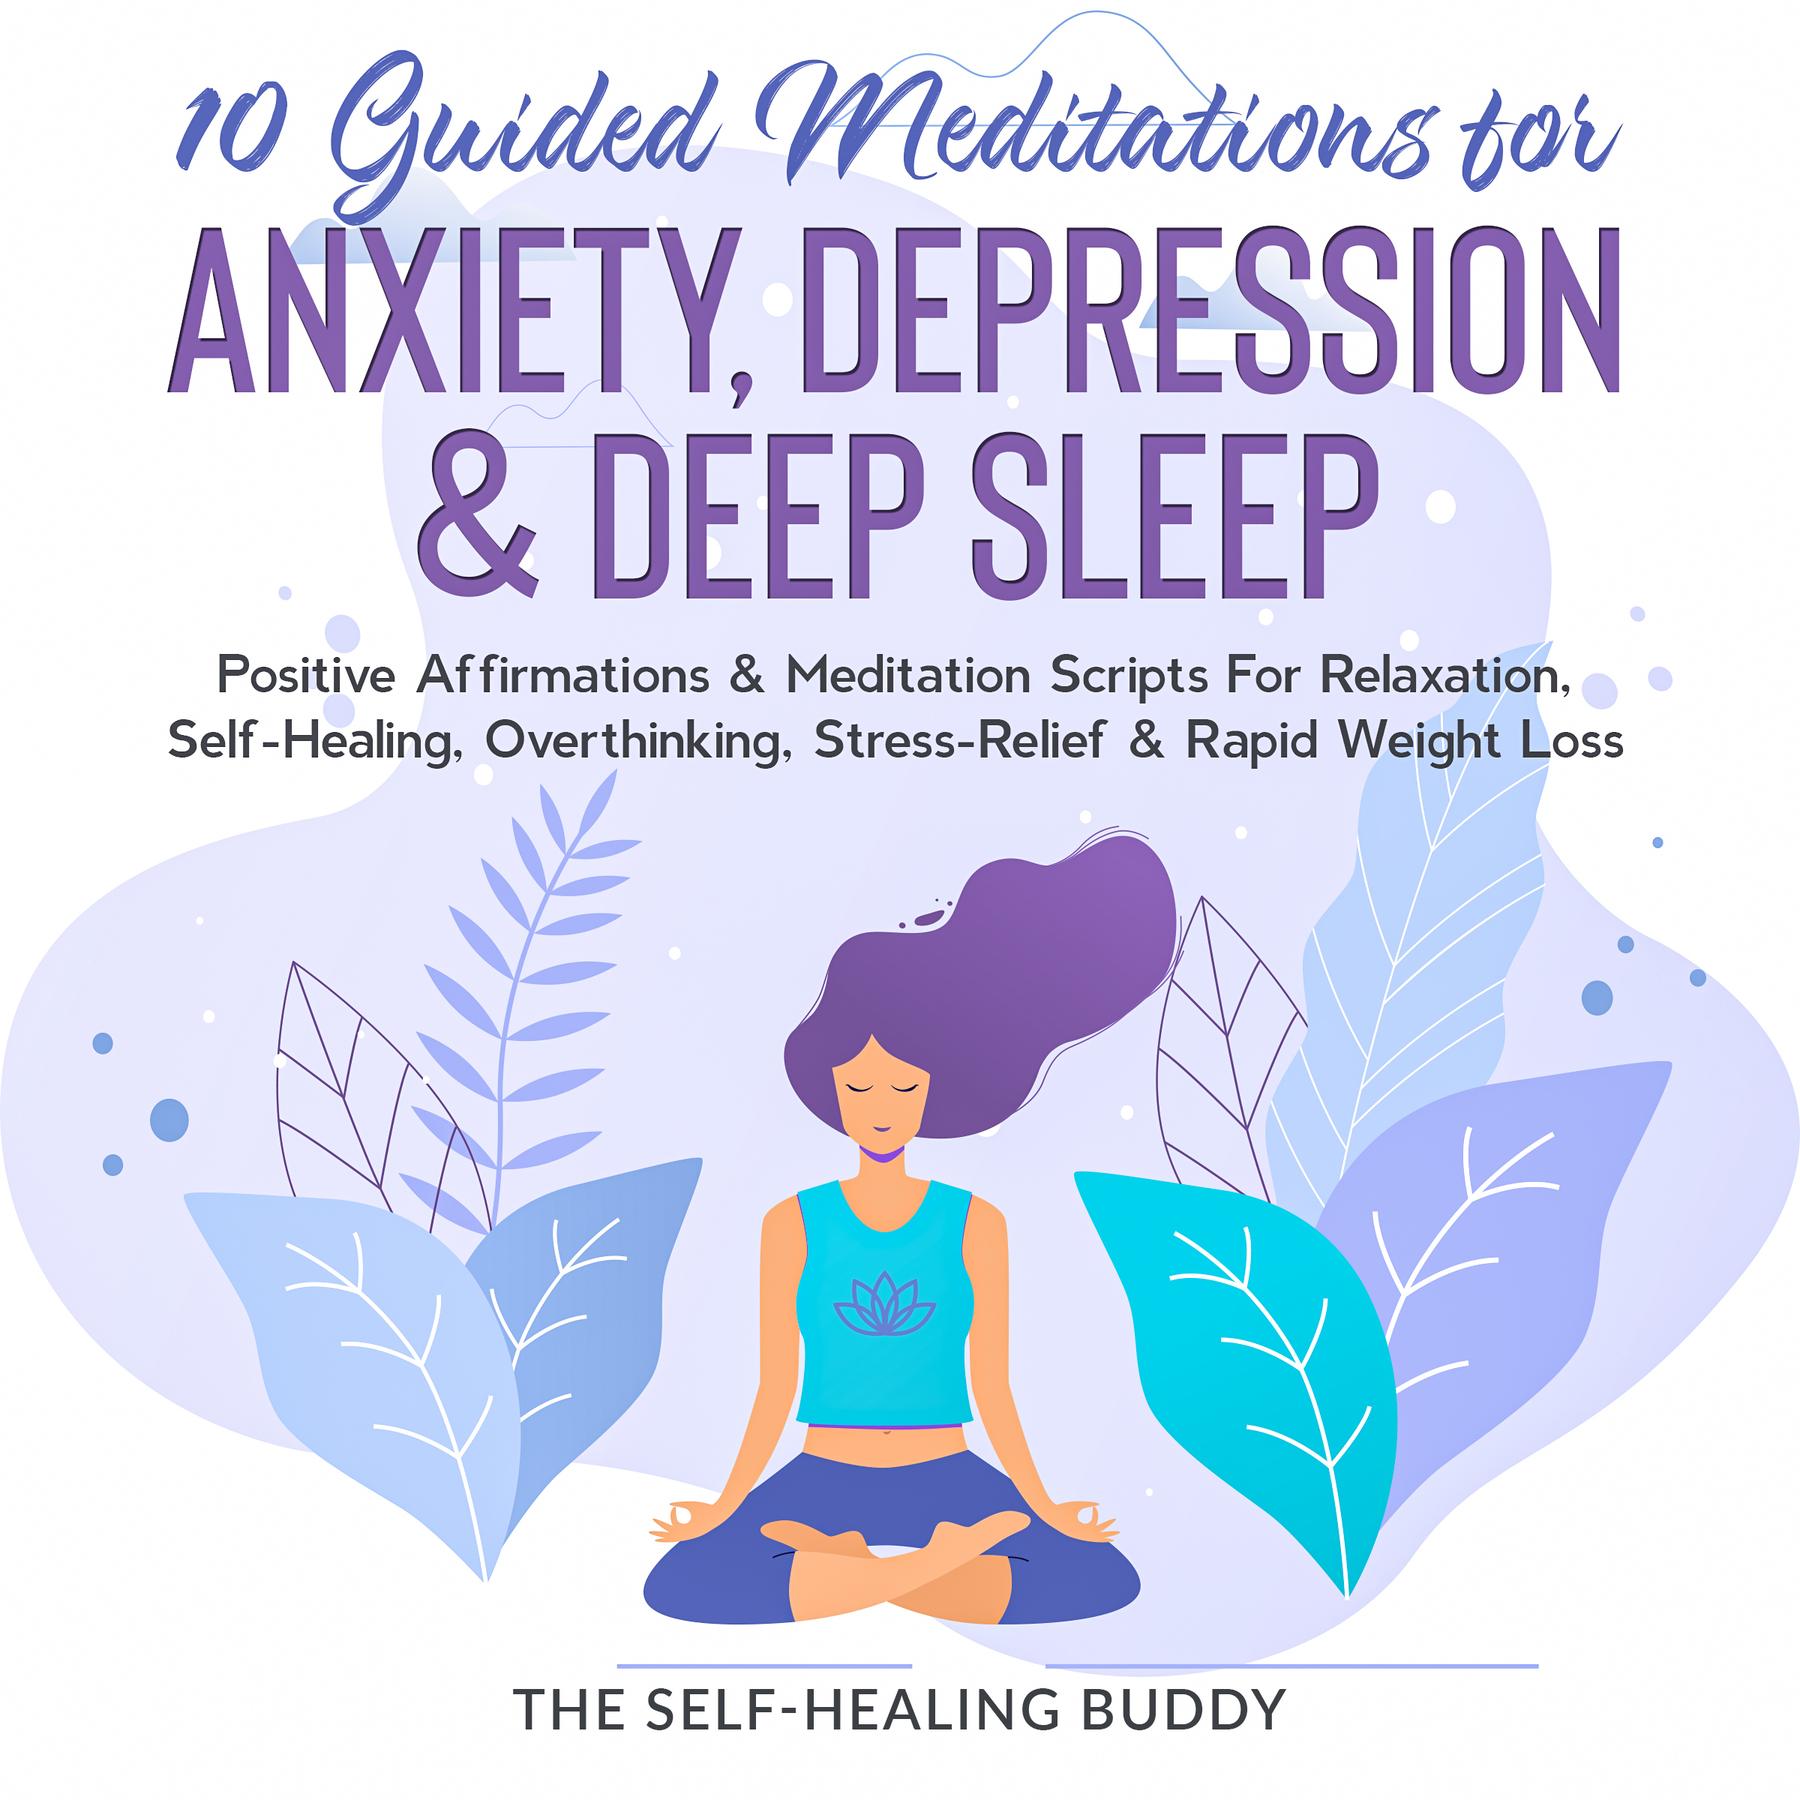 10 Guided Meditations for
ANXIETY, DEPRESSION
& DEEP SLEEP
Positive Affirmations & Meditation Scripts For Relaxation,
Self-Healing, Overthinking, Stress-Relief & Rapid Weight Loss
THE SELF-HEALING BUDDY